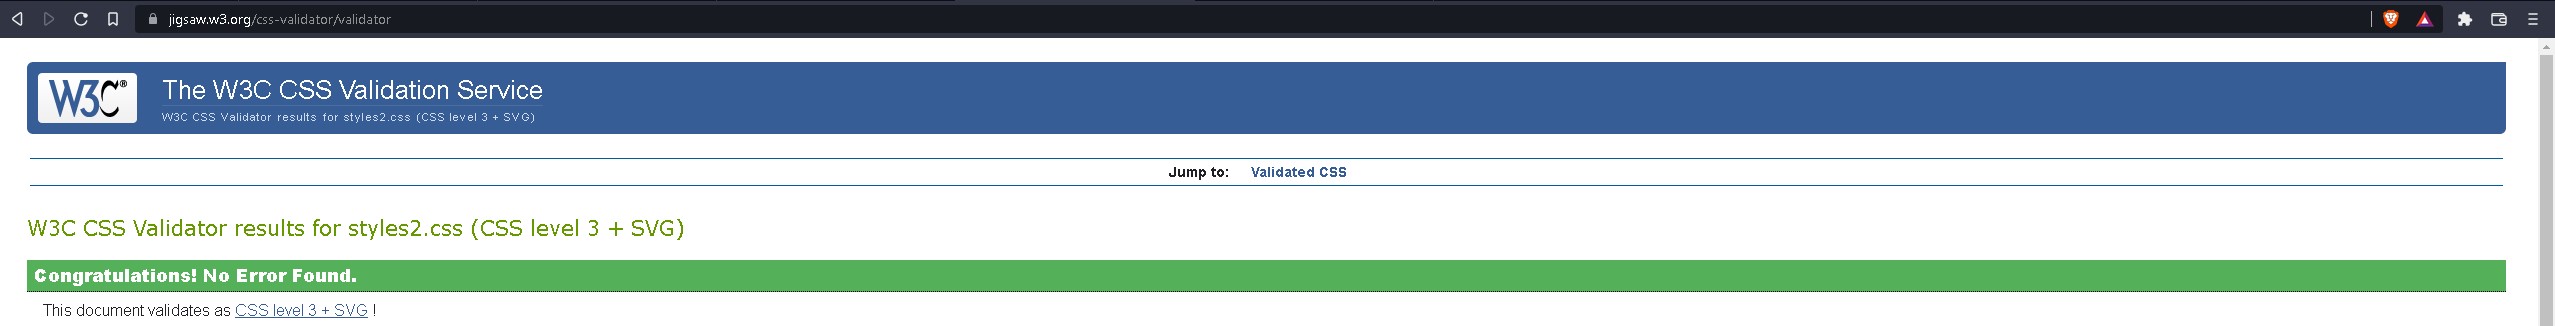 jigsaw.w3.org/css-validator/validator
W3C®
The W3C CSS Validation Service
W3C CSS Validator results for styles2.css (CSS level 3 + SVG)
Jump to: Validated CSS
W3C CSS Validator results for styles2.css (CSS level 3 + SVG)
Congratulations! No Error Found.
This document validates as CSS level 3 + SVG !